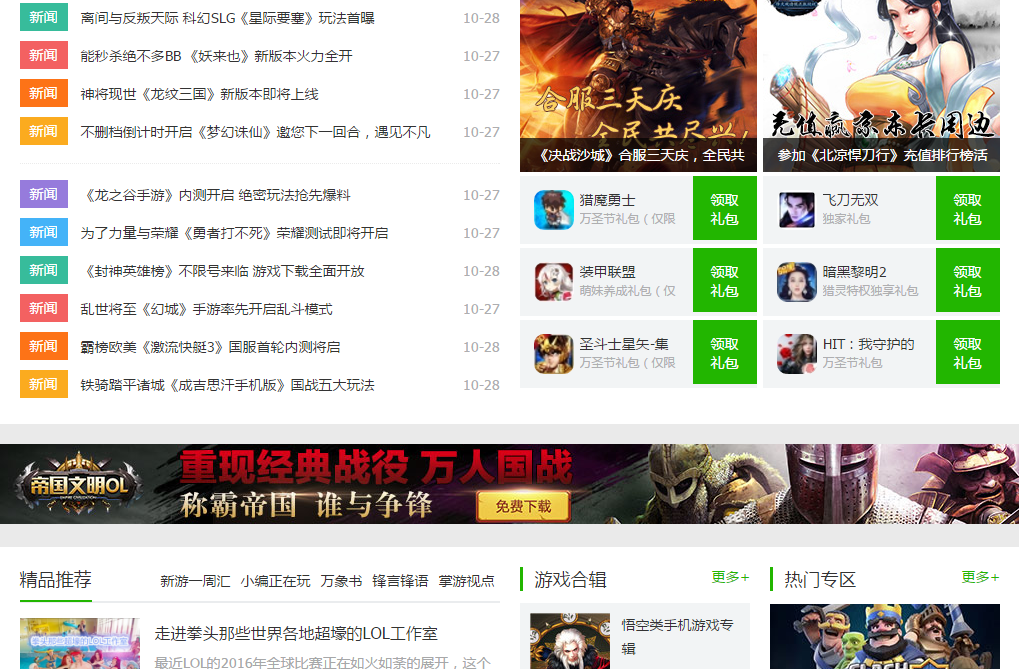 新闻 离间与反叛天际 科幻SLG《星际要塞》玩法首曝 10-28
新闻 能秒杀绝不多BB 《妖来也》新版本火力全开 10-27
新闻 神将现世《龙纹三国》新版本即将上线 10-27
新闻 不删档倒计时开启《梦幻诛仙》邀您下一回合，遇见不凡 10-27
新闻 《龙之谷手游》内测开启 绝密玩法抢先爆料 10-27
新闻 为了力量与荣耀《勇者打不死》荣耀测试即将开启 10-27
新闻 《封神英雄榜》不限号来临 游戏下载全面开放 10-28
新闻 乱世将至《幻城》手游率先开启乱斗模式 10-27
新闻 霸榜欧美《激流快艇3》国服首轮内测将启 10-28
新闻 铁骑踏平诸城《成吉思汗手机版》国战五大玩法 10-28
合服三天庆
全民共尽兴！
《决战沙城》合服三天庆，全民共
充值赢京东卡周边
参加《北凉悍刀行》充值排行榜活
猎魔勇士
万圣节礼包（仅限
领取
礼包
飞刀无双
独家礼包
领取
礼包
装甲联盟
萌妹养成礼包（仅
领取
礼包
暗黑黎明2
猎灵特权独享礼包
领取
礼包
圣斗士星矢-集
万圣节礼包（仅限
领取
礼包
HIT：我守护的
万圣节礼包
领取
礼包
帝国文明OL
EMPIRE CIVILIZATION
重现经典战役 万人国战
称霸帝国 谁与争锋
免费下载
精品推荐 新游一周汇 小编正在玩 万象书 锋言锋语 掌游视点
拳头那些世界各地超壕的LOL工作室
走进拳头那些世界各地超壕的LOL工作室
最近LOL的2016年全球比赛正在如火如荼的展开，这个
游戏合辑 更多+
悟空类手机游戏专
辑
热门专区 更多+